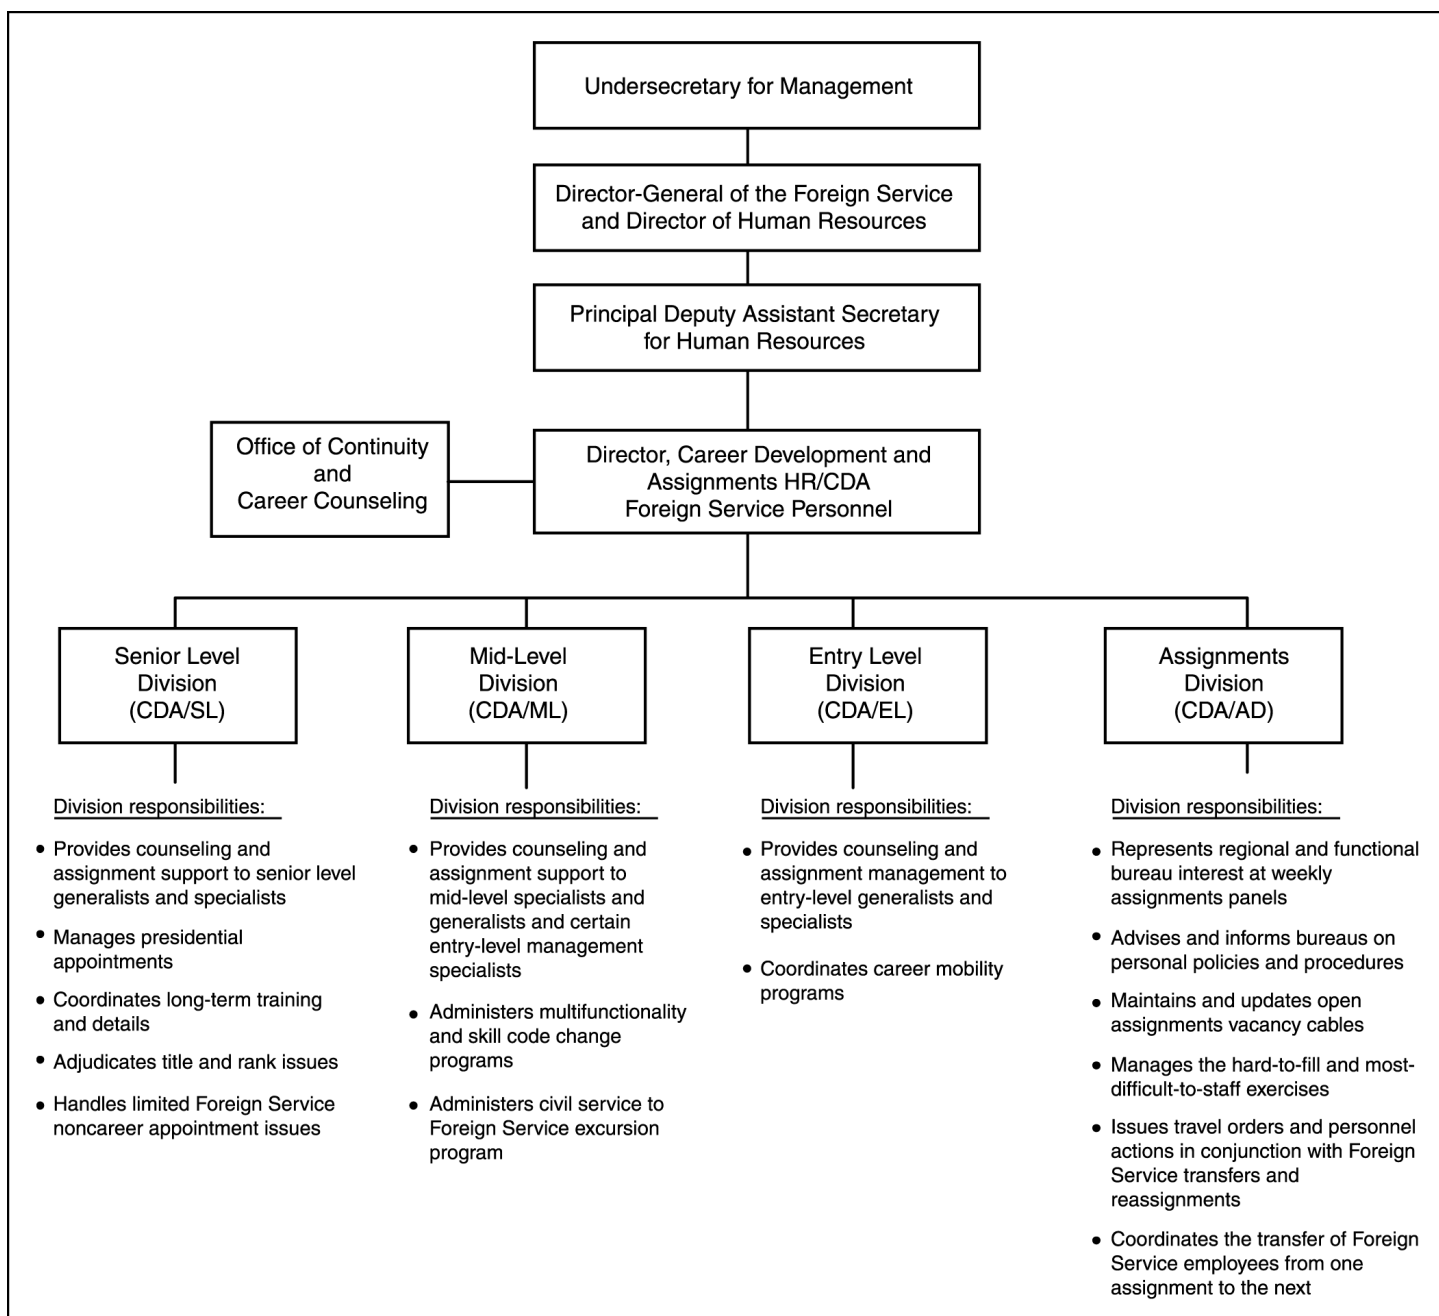 Undersecretary for Management
Director-General of the Foreign Service
and Director of Human Resources
Principal Deputy Assistant Secretary
for Human Resources
Office of Continuity
and
Career Counseling
Director, Career Development and
Assignments HR/CDA
Foreign Service Personnel
Senior Level
Division
(CDA/SL)
Mid-Level
Division
(CDA/ML)
Entry Level
Division
(CDA/EL)
Assignments
Division
(CDA/AD)
Division responsibilities:
• Provides counseling and
assignment support to senior level
generalists and specialists
• Manages presidential
appointments
• Coordinates long-term training
and details
• Adjudicates title and rank issues
• Handles limited Foreign Service
noncareer appointment issues
Division responsibilities:
• Provides counseling and
assignment support to
mid-level specialists and
generalists and certain
entry-level management
specialists
• Administers multifunctionality
and skill code change
programs
• Administers civil service to
Foreign Service excursion
program
Division responsibilities:
• Provides counseling and
assignment management to
entry-level generalists and
specialists
• Coordinates career mobility
programs
Division responsibilities:
• Represents regional and functional
bureau interest at weekly
assignments panels
• Advises and informs bureaus on
personal policies and procedures
• Maintains and updates open
assignments vacancy cables
• Manages the hard-to-fill and most-
difficult-to-staff exercises
• Issues travel orders and personnel
actions in conjunction with Foreign
Service transfers and
reassignments
• Coordinates the transfer of Foreign
Service employees from one
assignment to the next